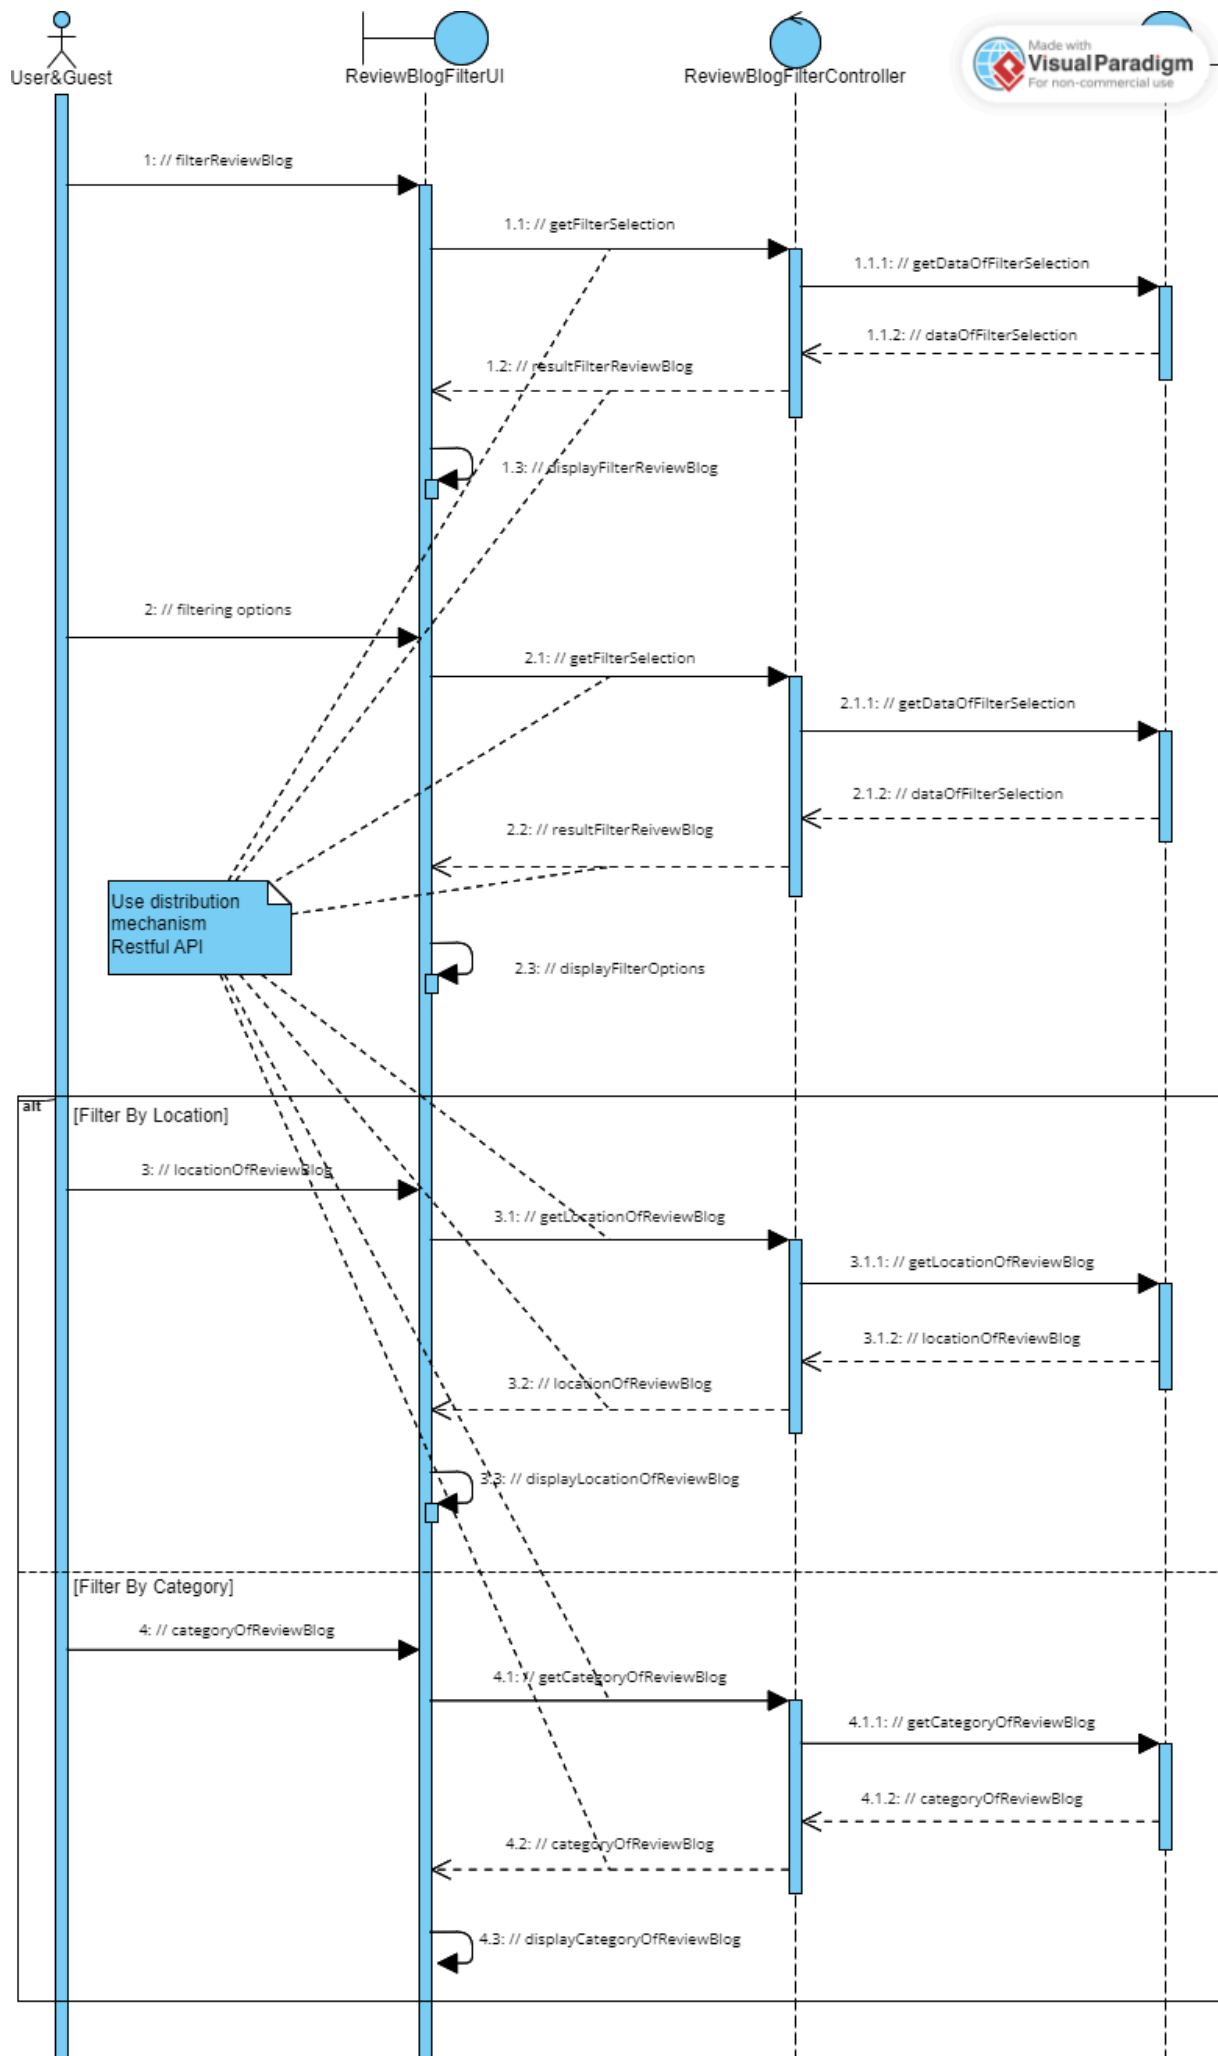 User&Guest
ReviewBlogFilterUI
ReviewBlogFilterController
Made with
VisualParadigm
For non-commercial use
1: // filterReviewBlog
1.1: // getFilterSelection
1.1.1: // getDataOfFilterSelection
1.1.2: // dataOfFilterSelection
1.2: // resultFilterReviewBlog
1.3: // displayFilterReviewBlog
2: // filtering options
2.1: // getFilterSelection
2.1.1: // getDataOfFilterSelection
2.1.2: // dataOfFilterSelection
2.2: // resultFilterReivewBlog
Use distribution
mechanism
Restful API
2.3: // displayFilterOptions
alt
[Filter By Location]
3: // locationOfReviewBlog
3.1: // getLocationOfReviewBlog
3.1.1: // getLocationOfReviewBlog
3.1.2: // locationOfReviewBlog
3.2: // locationOfReviewBlog
3.3: // displayLocationOfReviewBlog
[Filter By Category]
4: // categoryOfReviewBlog
4.1: // getCategoryOfReviewBlog
4.1.1: // getCategoryOfReviewBlog
4.1.2: // categoryOfReviewBlog
4.2: // categoryOfReviewBlog
4.3: // displayCategoryOfReviewBlog